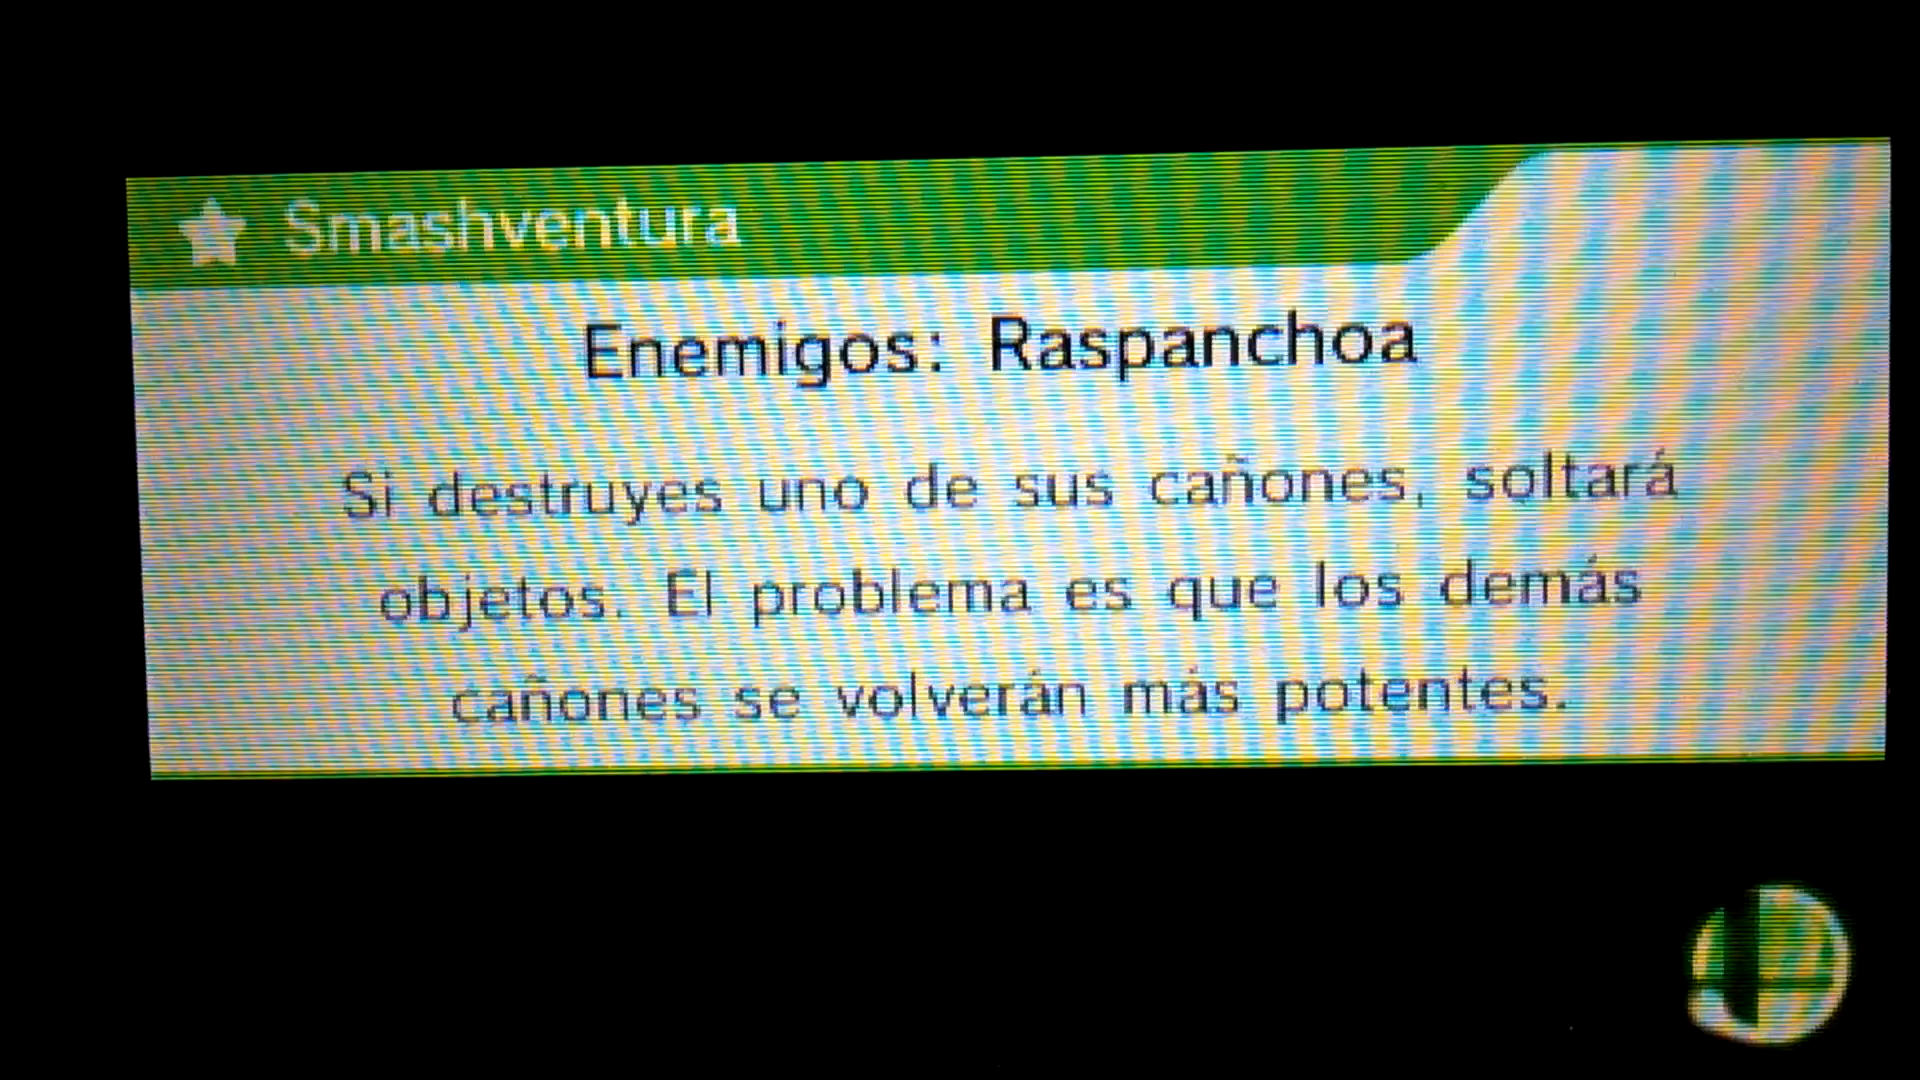 Smashventura
Enemigos: Raspanchoa
Si destruyes uno de sus cañones, soltará
objetos. El problema es que los demás
cañones se volverán más potentes.